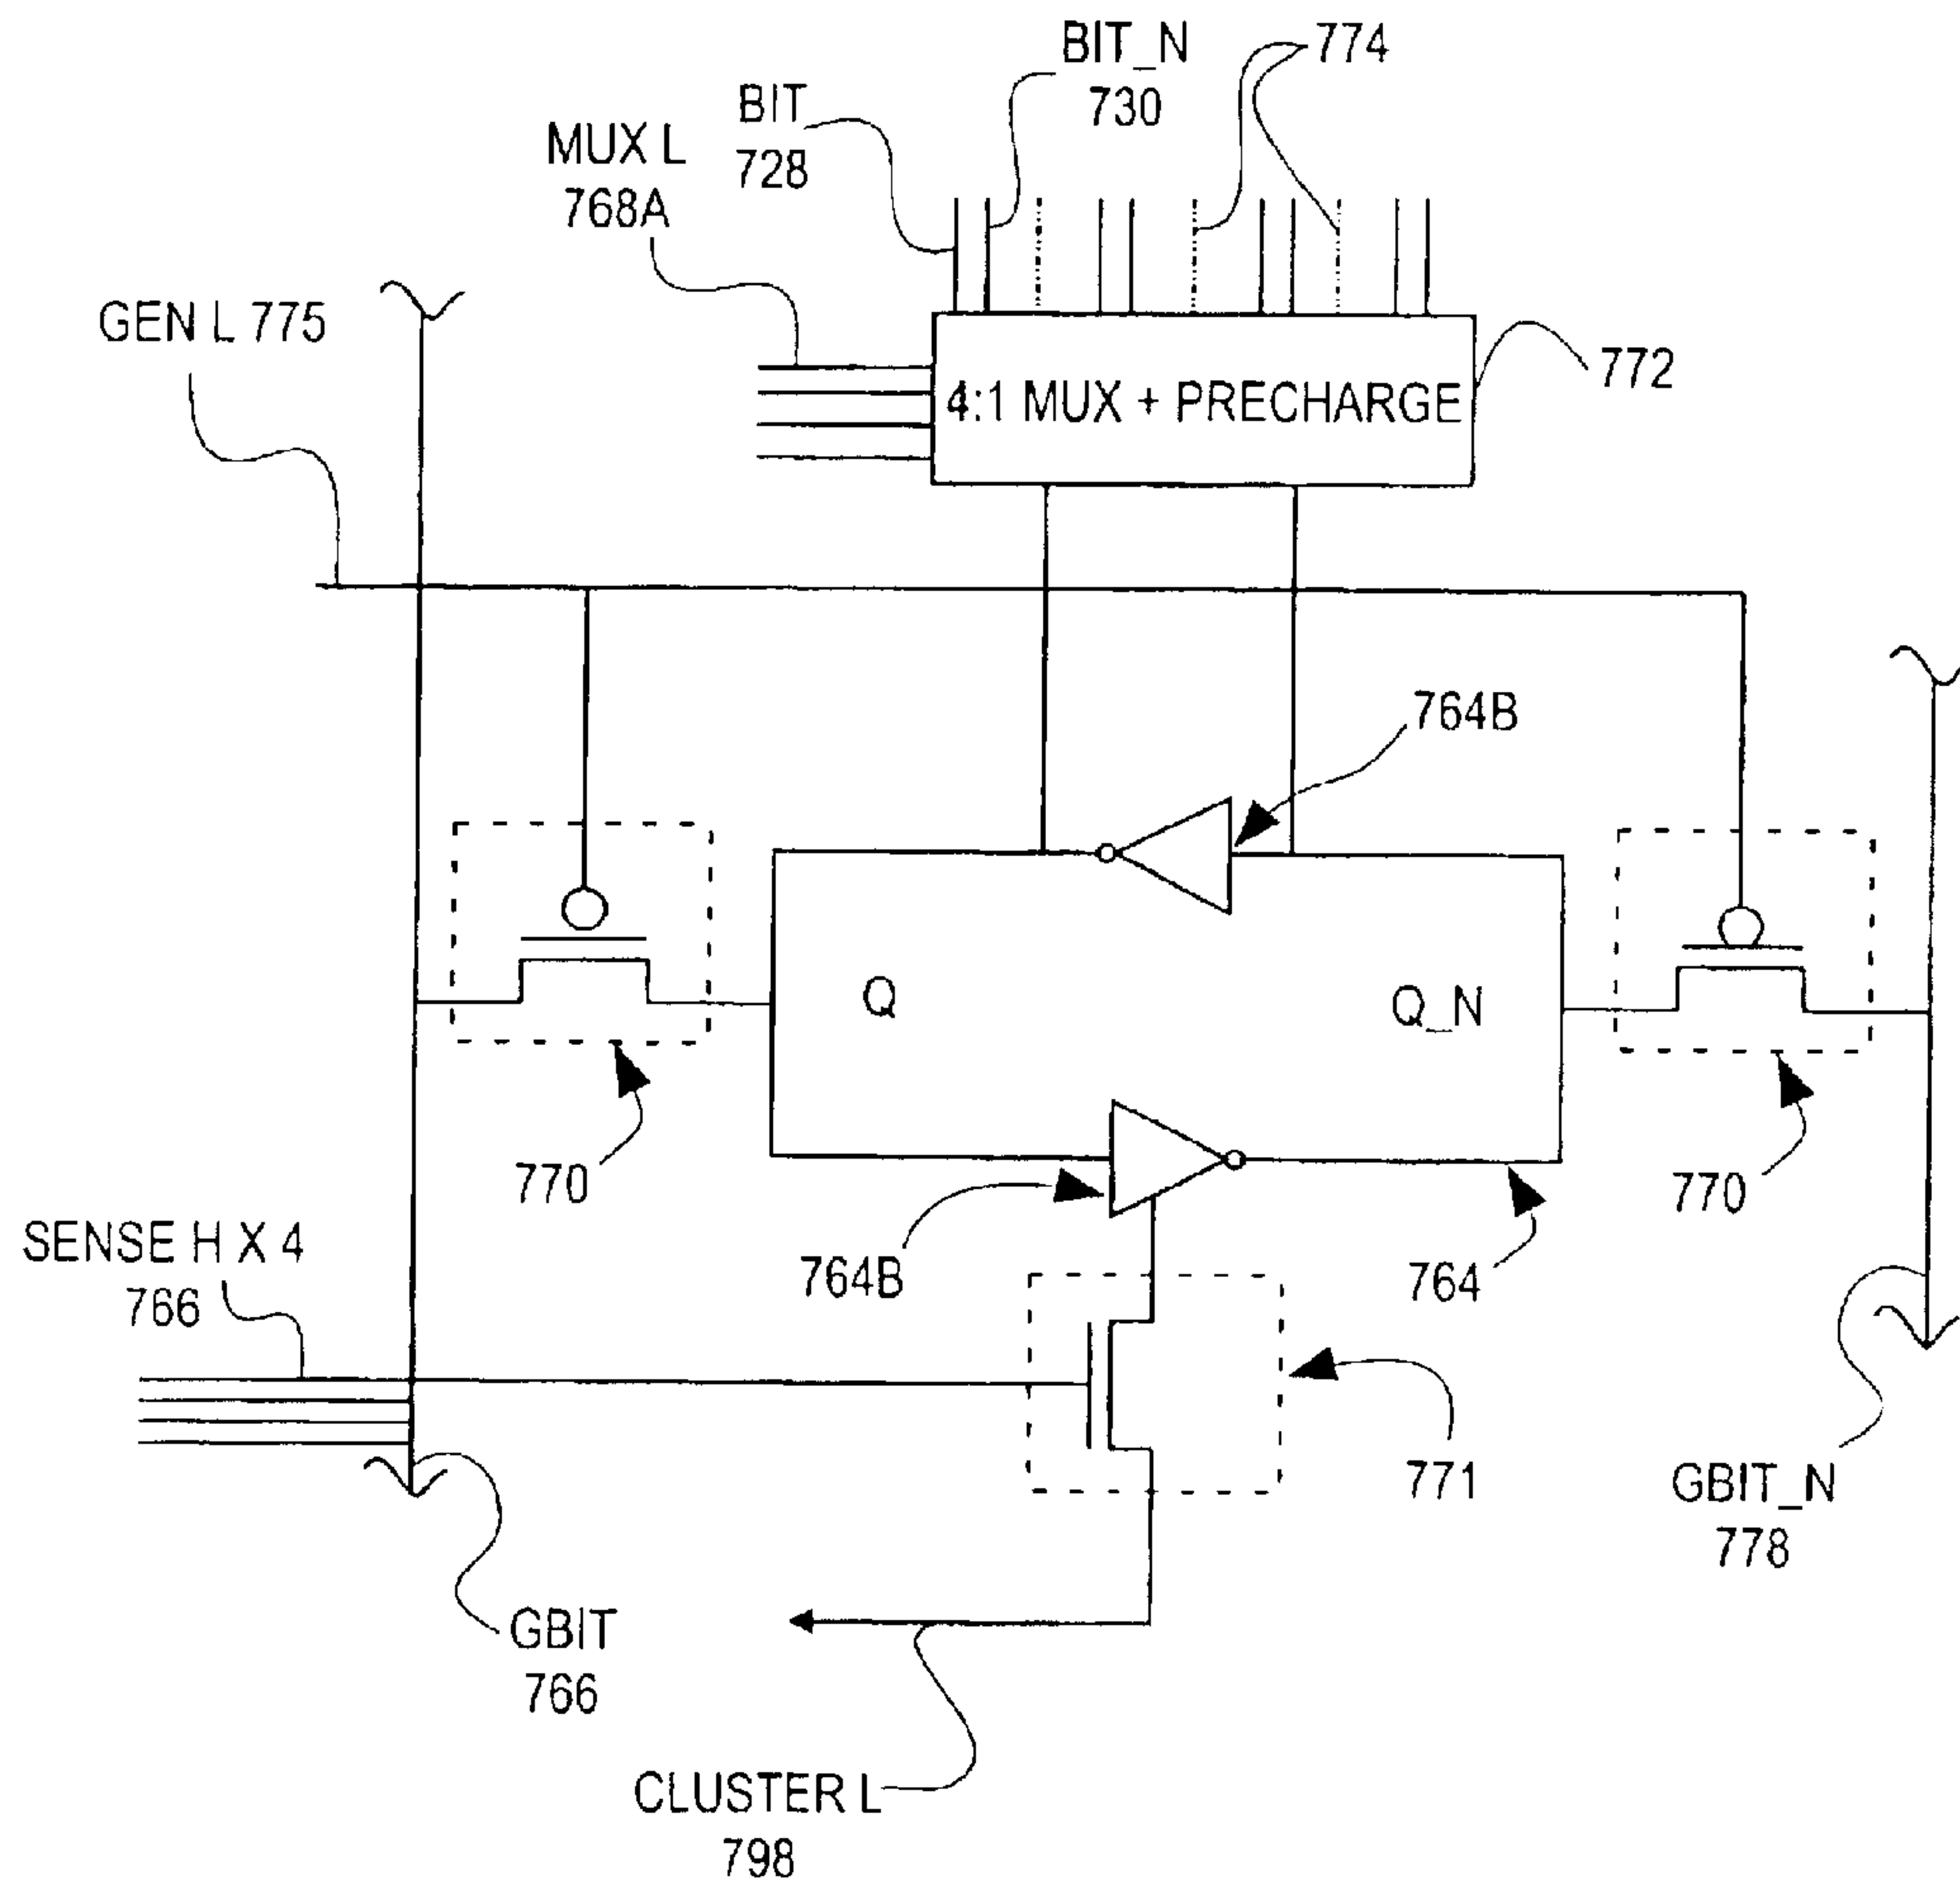 BIT_N
730
774
BIT
728
MUX L
768A
GEN L 775
772
4:1 MUX + PRECHARGE
764B
Q
Q_N
770
770
764B
764
SENSE H X 4
766
771
GBIT_N
778
GBIT
766
CLUSTER L
798